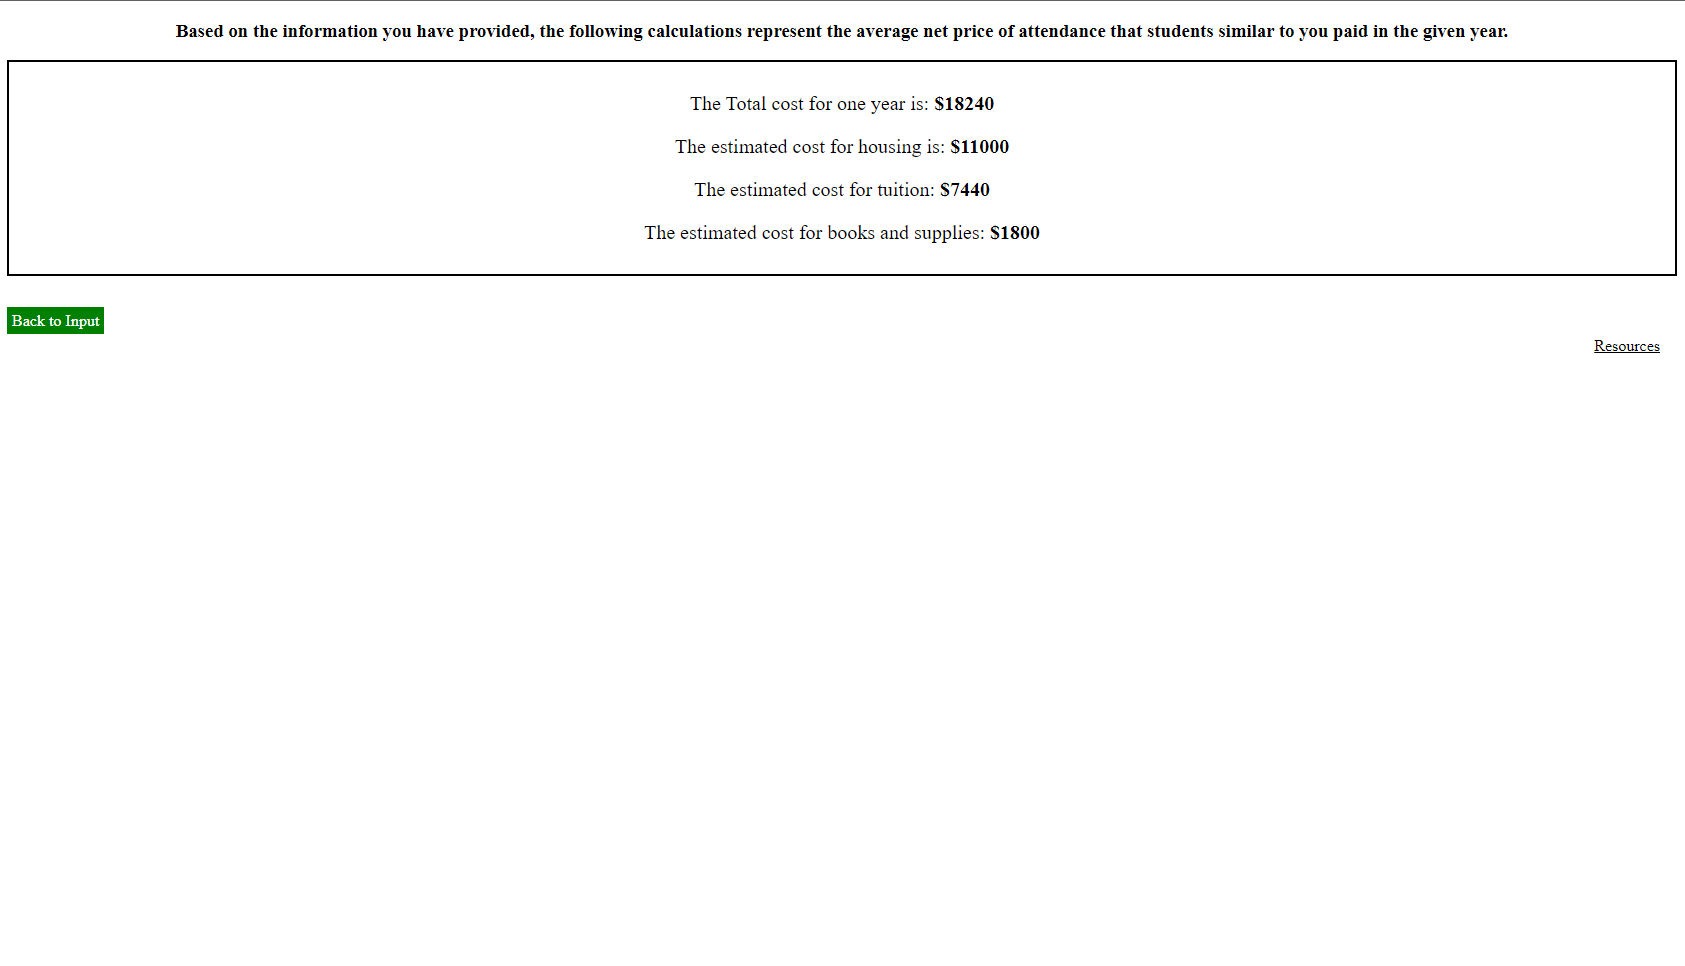 Based on the information you have provided, the following calculations represent the average net price of attendance that students similar to you paid in the given year.
The Total cost for one year is: $18240
The estimated cost for housing is: $11000
The estimated cost for tuition: $7440
The estimated cost for books and supplies: $1800
Back to Input
Resources